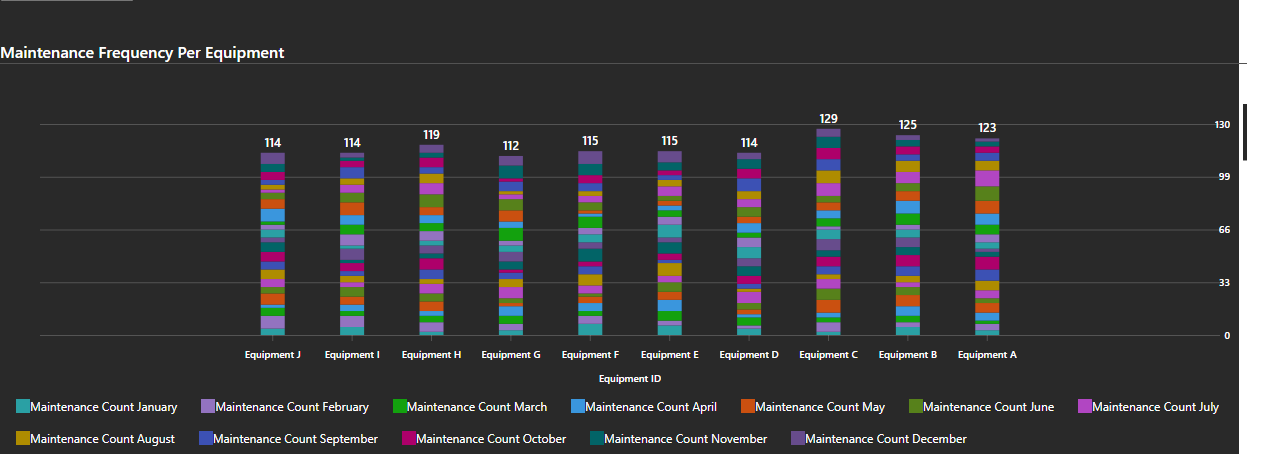 Maintenance Frequency Per Equipment
114 114 119 112 115 115 114 129 125 123
130
99
66
33
0
Equipment J Equipment I Equipment H Equipment G Equipment F Equipment E Equipment D Equipment C Equipment B Equipment A
Equipment ID
Maintenance Count January Maintenance Count February Maintenance Count March Maintenance Count April Maintenance Count May Maintenance Count June Maintenance Count July
Maintenance Count August Maintenance Count September Maintenance Count October Maintenance Count November Maintenance Count December